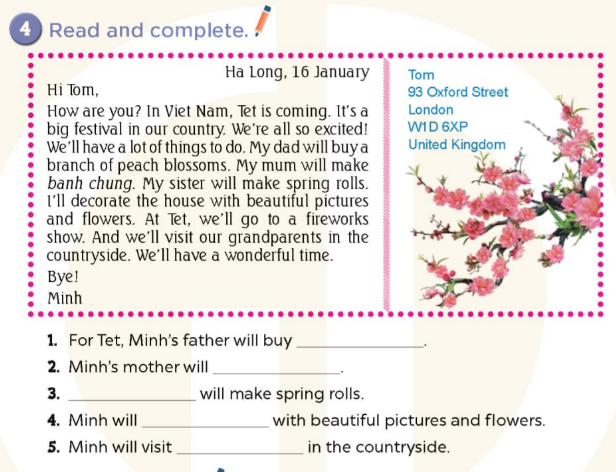 4 Read and complete.
Ha Long, 16 January
Hi Tom,
How are you? In Viet Nam, Tet is coming. It's a
big festival in our country. We're all so excited!
We'll have a lot of things to do. My dad will buy a
branch of peach blossoms. My mum will make
banh chung. My sister will make spring rolls.
I'll decorate the house with beautiful pictures
and flowers. At Tet, we'll go to a fireworks
show. And we'll visit our grandparents in the
countryside. We'll have a wonderful time.
Bye!
Minh
Tom
93 Oxford Street
London
W1D 6XP
United Kingdom
1. For Tet, Minh's father will buy ______________.
2. Minh's mother will ______________.
3. ______________ will make spring rolls.
4. Minh will ______________ with beautiful pictures and flowers.
5. Minh will visit ______________ in the countryside.